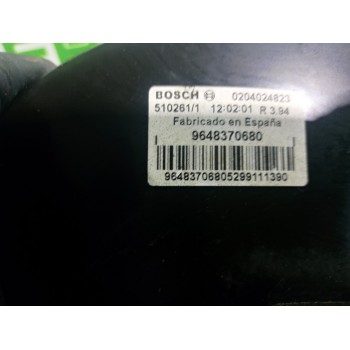 BOSCH 0204024823
510261/1 12:02:01 R 3.94
Fabricado en España
9648370680
96483706805299111390